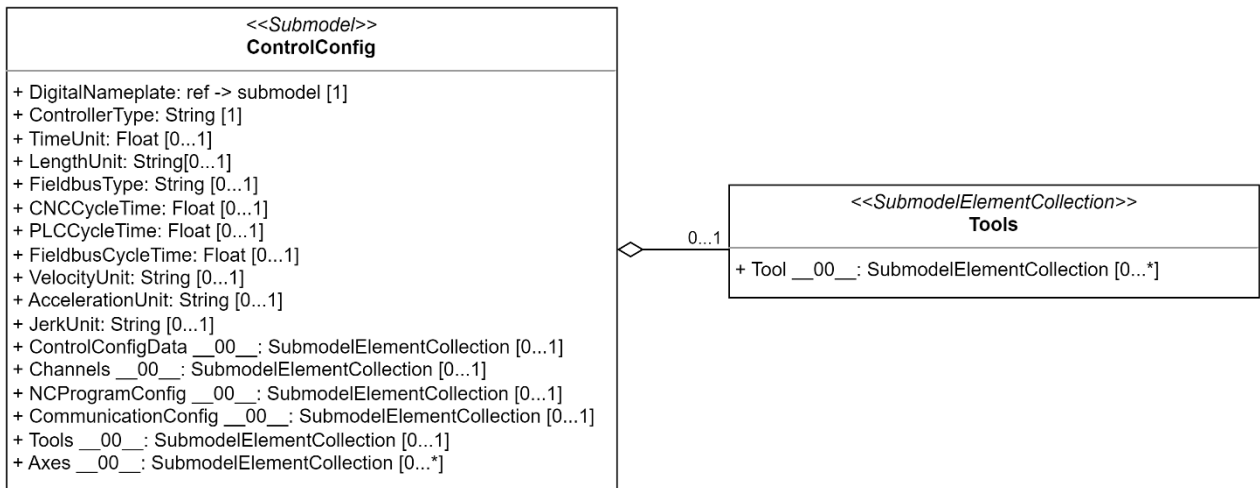 <<Submodel>>
ControlConfig
+ DigitalNameplate: ref -> submodel [1]
+ ControllerType: String [1]
+ TimeUnit: Float [0...1]
+ LengthUnit: String[0...1]
+ FieldbusType: String [0...1]
+ CNCCycleTime: Float [0...1]
+ PLCCycleTime: Float [0...1]
+ FieldbusCycleTime: Float [0...1]
+ VelocityUnit: String [0...1]
+ AccelerationUnit: String [0...1]
+ JerkUnit: String [0...1]
+ ControlConfigData __00__: SubmodelElementCollection [0...1]
+ Channels __00__: SubmodelElementCollection [0...1]
+ NCProgramConfig __00__: SubmodelElementCollection [0...1]
+ CommunicationConfig __00__: SubmodelElementCollection [0...1]
+ Tools __00__: SubmodelElementCollection [0...1]
+ Axes __00__: SubmodelElementCollection [0...*]
0...1
<<SubmodelElementCollection>>
Tools
+ Tool __00__: SubmodelElementCollection [0...*]